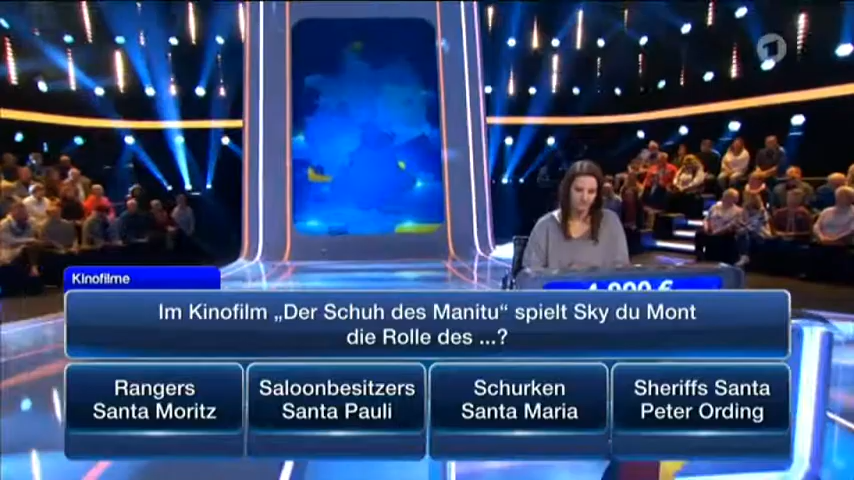 Kinofilme
Im Kinofilm „Der Schuh des Manitu“ spielt Sky du Mont
die Rolle des ...?
Rangers
Santa Moritz
Saloonbesitzers
Santa Pauli
Schurken
Santa Maria
Sheriffs Santa
Peter Ording